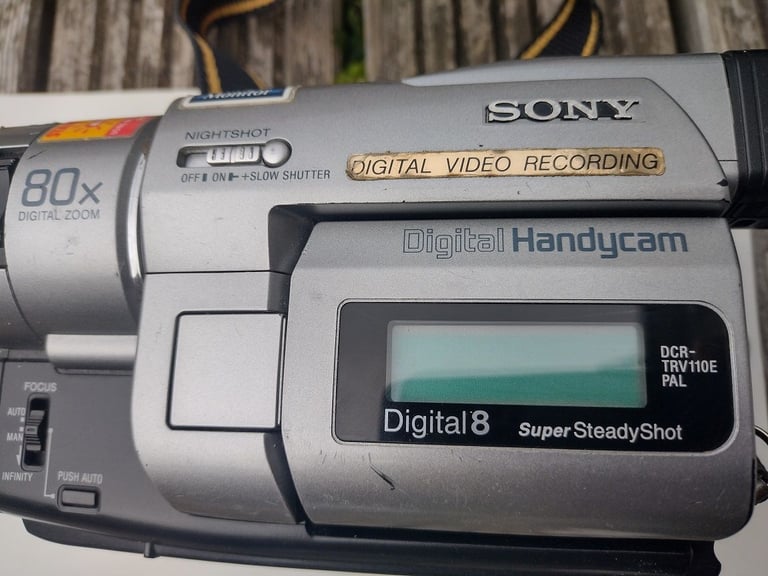 Monitor
SONY
NIGHTSHOT
OFF ON +SLOW SHUTTER
DIGITAL VIDEO RECORDING
80x
DIGITAL ZOOM
Digital Handycam
DCR-
TRV110E
PAL
Digital 8
Super SteadyShot
FOCUS
AUTO
MAN
INFINITY
PUSH AUTO